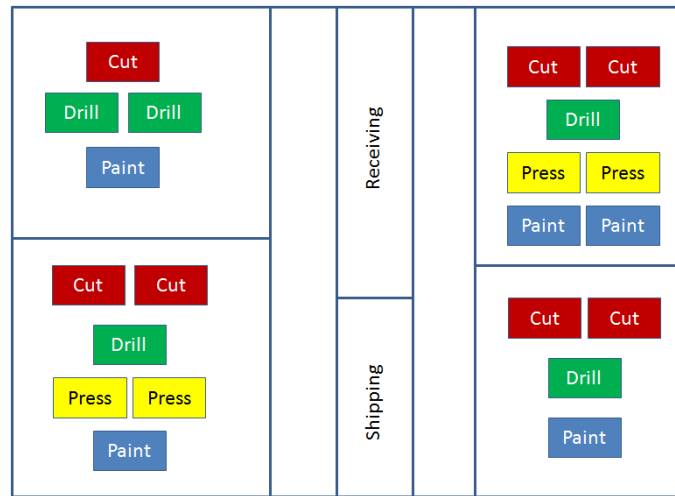 Cut
Drill Drill
Paint
Cut Cut
Drill
Press Press
Paint
Receiving
Shipping
Cut Cut
Drill
Press Press
Paint Paint
Cut Cut
Drill
Paint